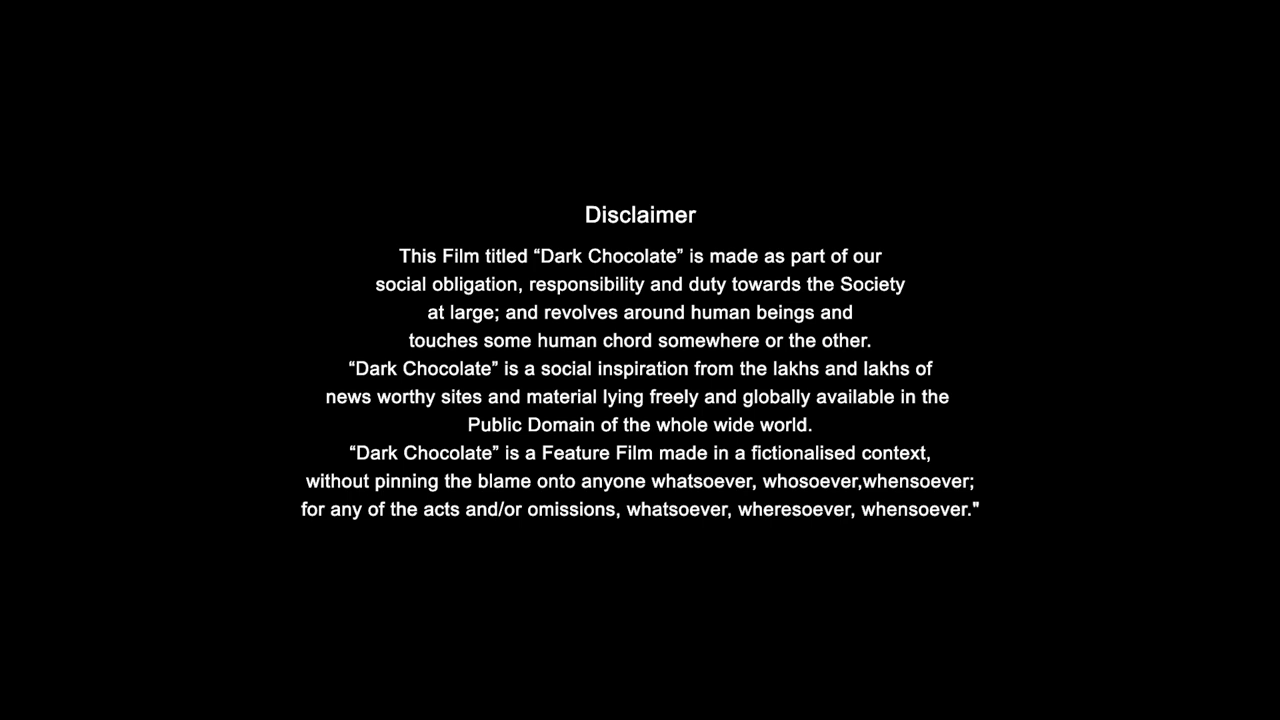 Disclaimer
This Film titled “Dark Chocolate” is made as part of our
social obligation, responsibility and duty towards the Society
at large; and revolves around human beings and
touches some human chord somewhere or the other.
“Dark Chocolate” is a social inspiration from the lakhs and lakhs of
news worthy sites and material lying freely and globally available in the
Public Domain of the whole wide world.
“Dark Chocolate” is a Feature Film made in a fictionalised context,
without pinning the blame onto anyone whatsoever, whosoever,whensoever;
for any of the acts and/or omissions, whatsoever, wheresoever, whensoever."